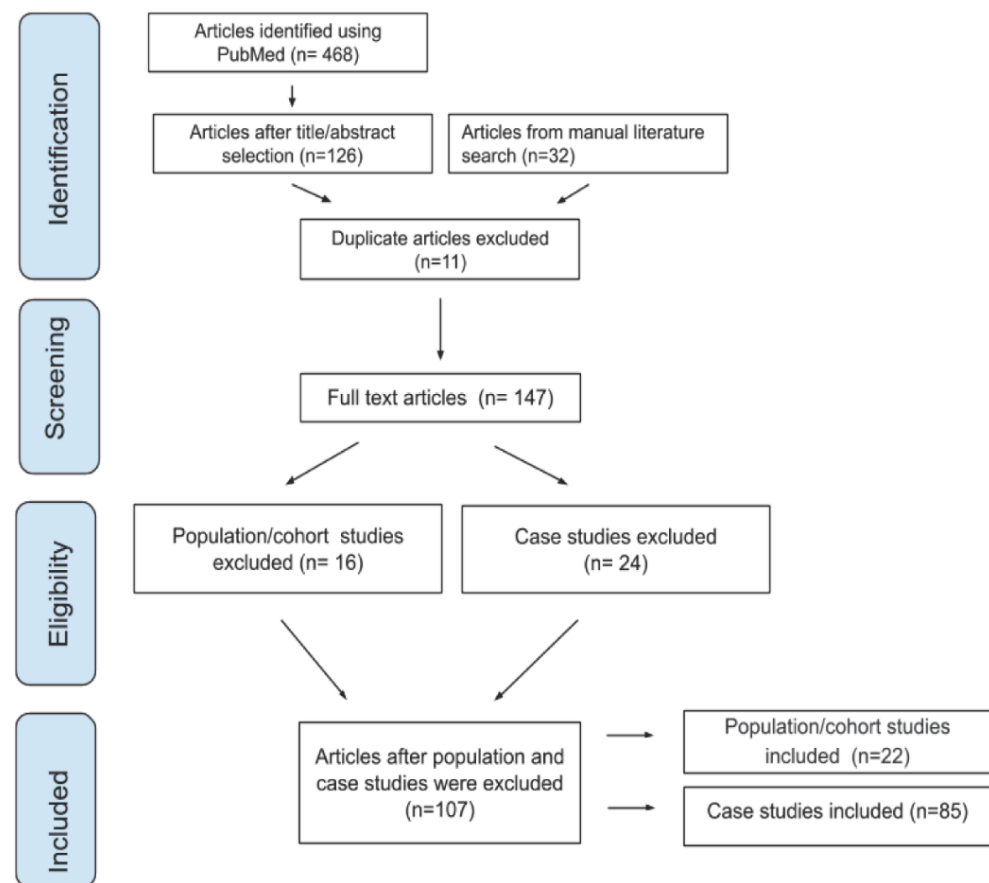 Identification
Articles identified using
PubMed (n= 468)
Articles after title/abstract
selection (n=126)
Articles from manual literature
search (n=32)
Duplicate articles excluded
(n=11)
Screening
Full text articles (n= 147)
Eligibility
Population/cohort studies
excluded (n= 16)
Case studies excluded
(n= 24)
Included
Articles after population and
case studies were excluded
(n=107)
Population/cohort studies
included (n=22)
Case studies included (n=85)